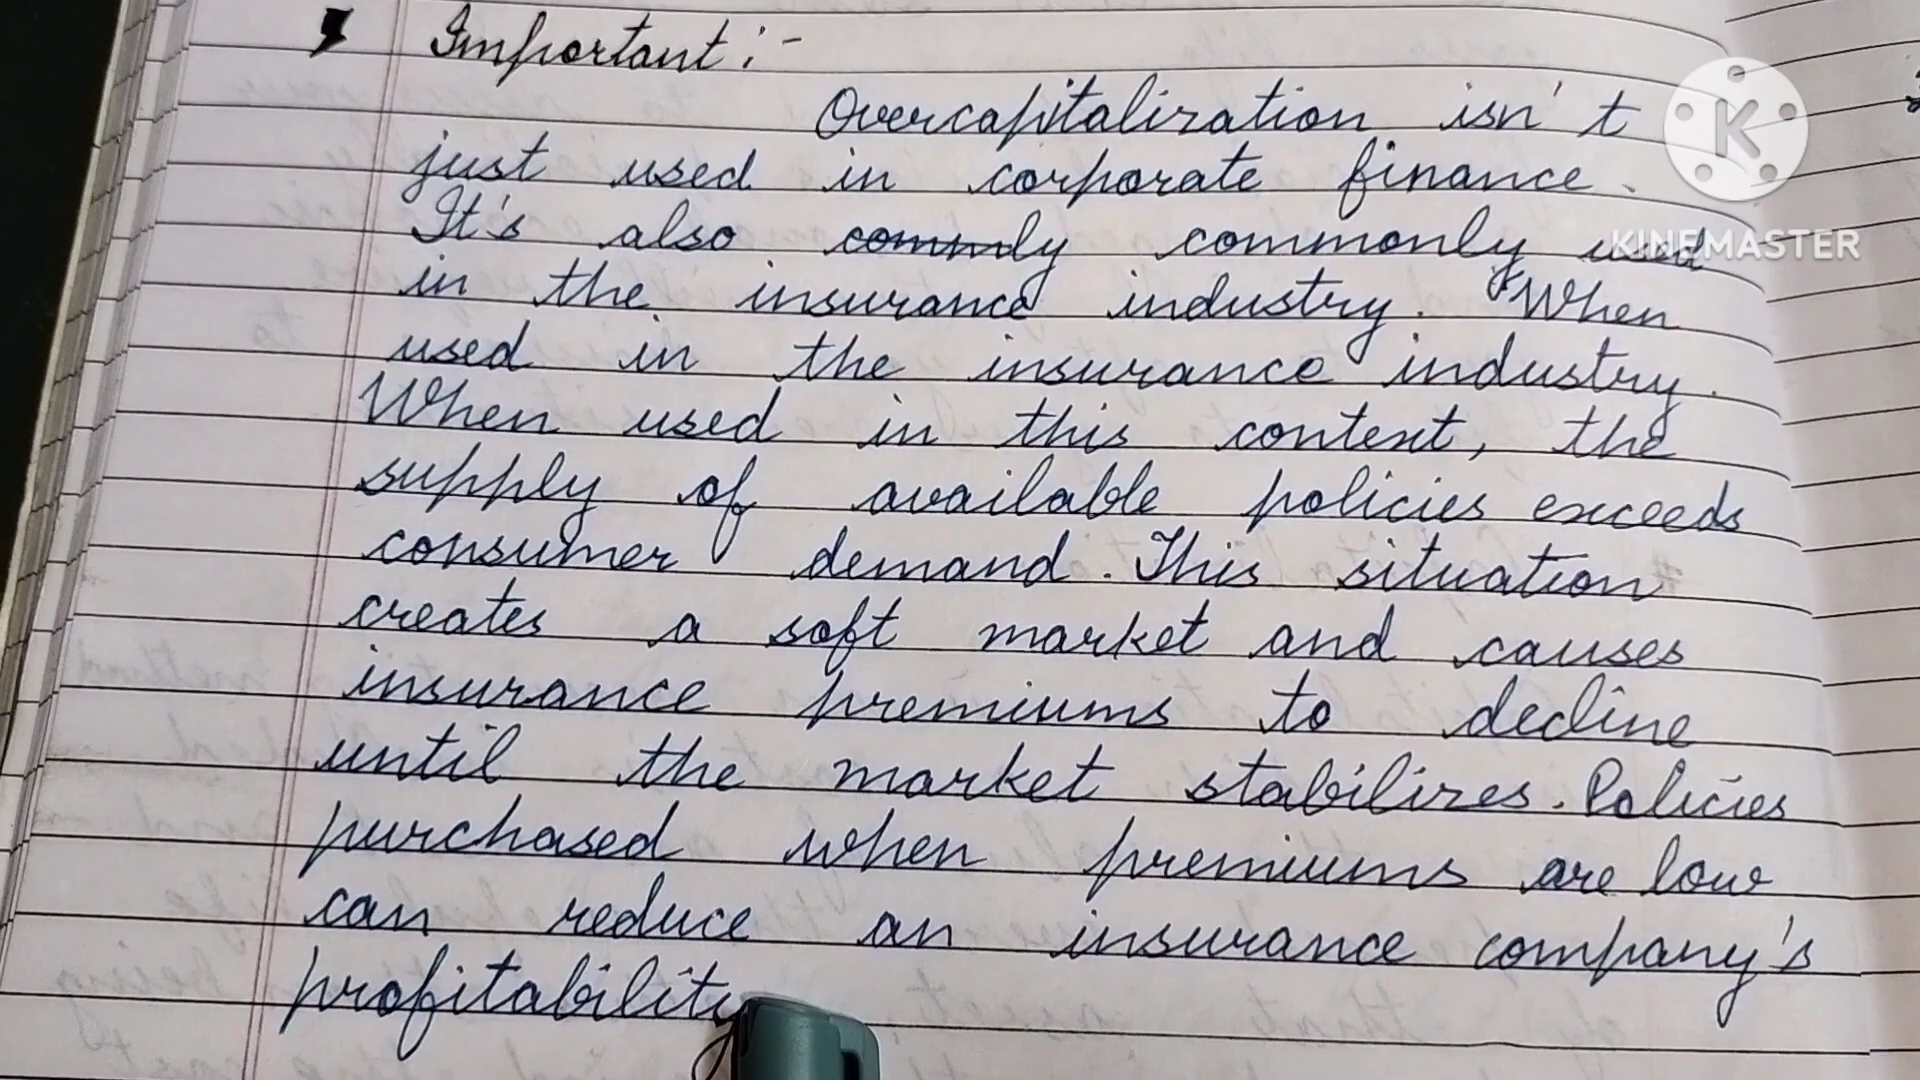 Important :-
Overcapitalization isn't
just used in corporate finance.
It's also commonly commonly used
in the insurance industry. When
used in the insurance industry.
When used in this context, the
supply of available policies exceeds
consumer demand. This situation
creates a soft market and causes
insurance premiums to decline
until the market stabilizes. Policies
purchased when premiums are low
can reduce an insurance company's
profitability
K
KINEMASTER